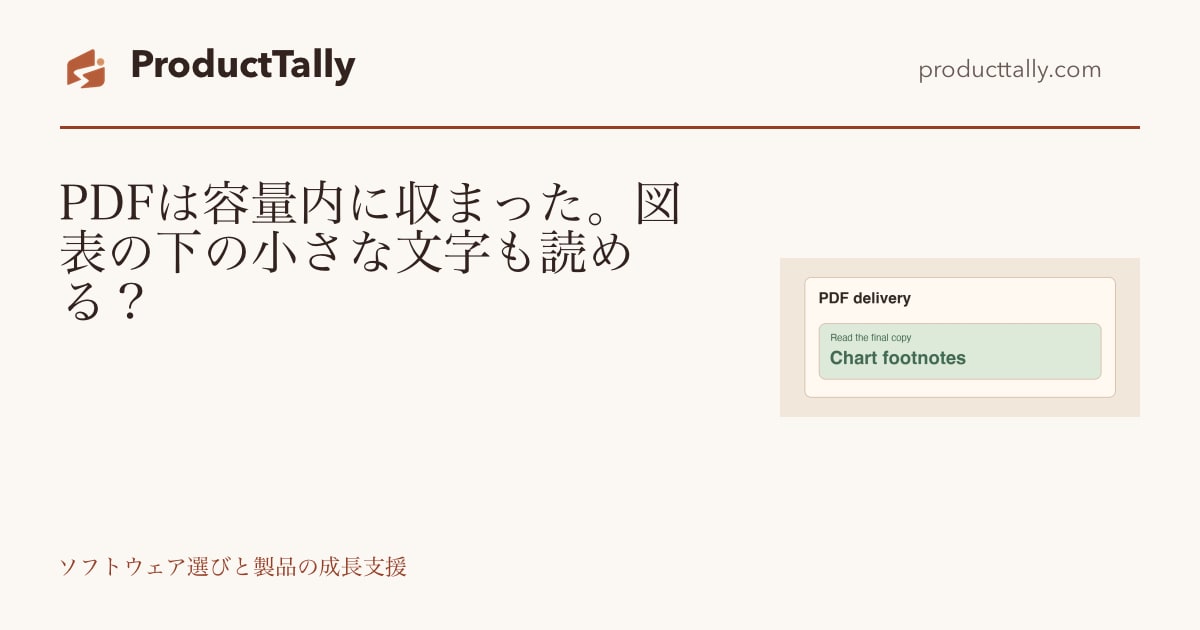 ProductTally
producttally.com
PDFは容量内に収まった。図
表の下の小さな文字も読め
る？
PDF delivery
Read the final copy
Chart footnotes
ソフトウェア選びと製品の成長支援